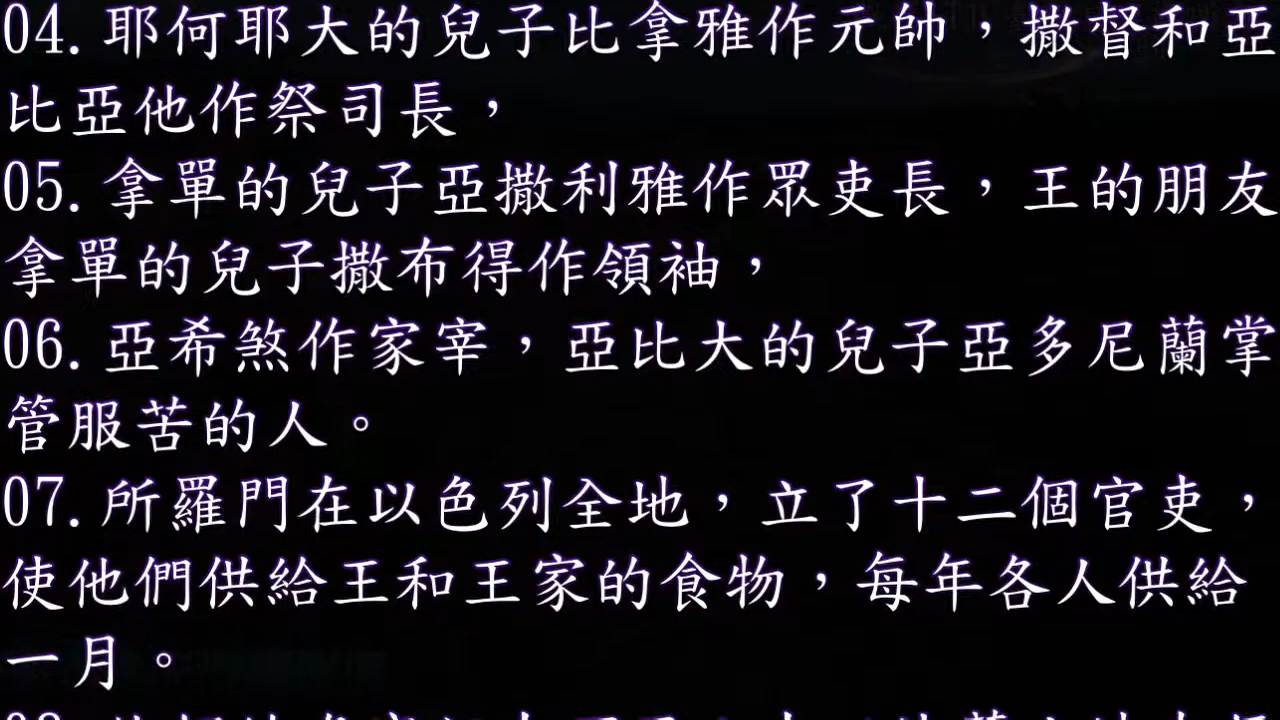 04.耶何耶大的兒子比拿雅作元帥，撒督和亞
比亞他作祭司長，
05.拿單的兒子亞撒利雅作眾吏長，王的朋友
拿單的兒子撒布得作領袖，
06.亞希煞作家宰，亞比大的兒子亞多尼蘭掌
管服苦的人。
07.所羅門在以色列全地，立了十二個官吏，
使他們供給王和王家的食物，每年各人供給
一月。